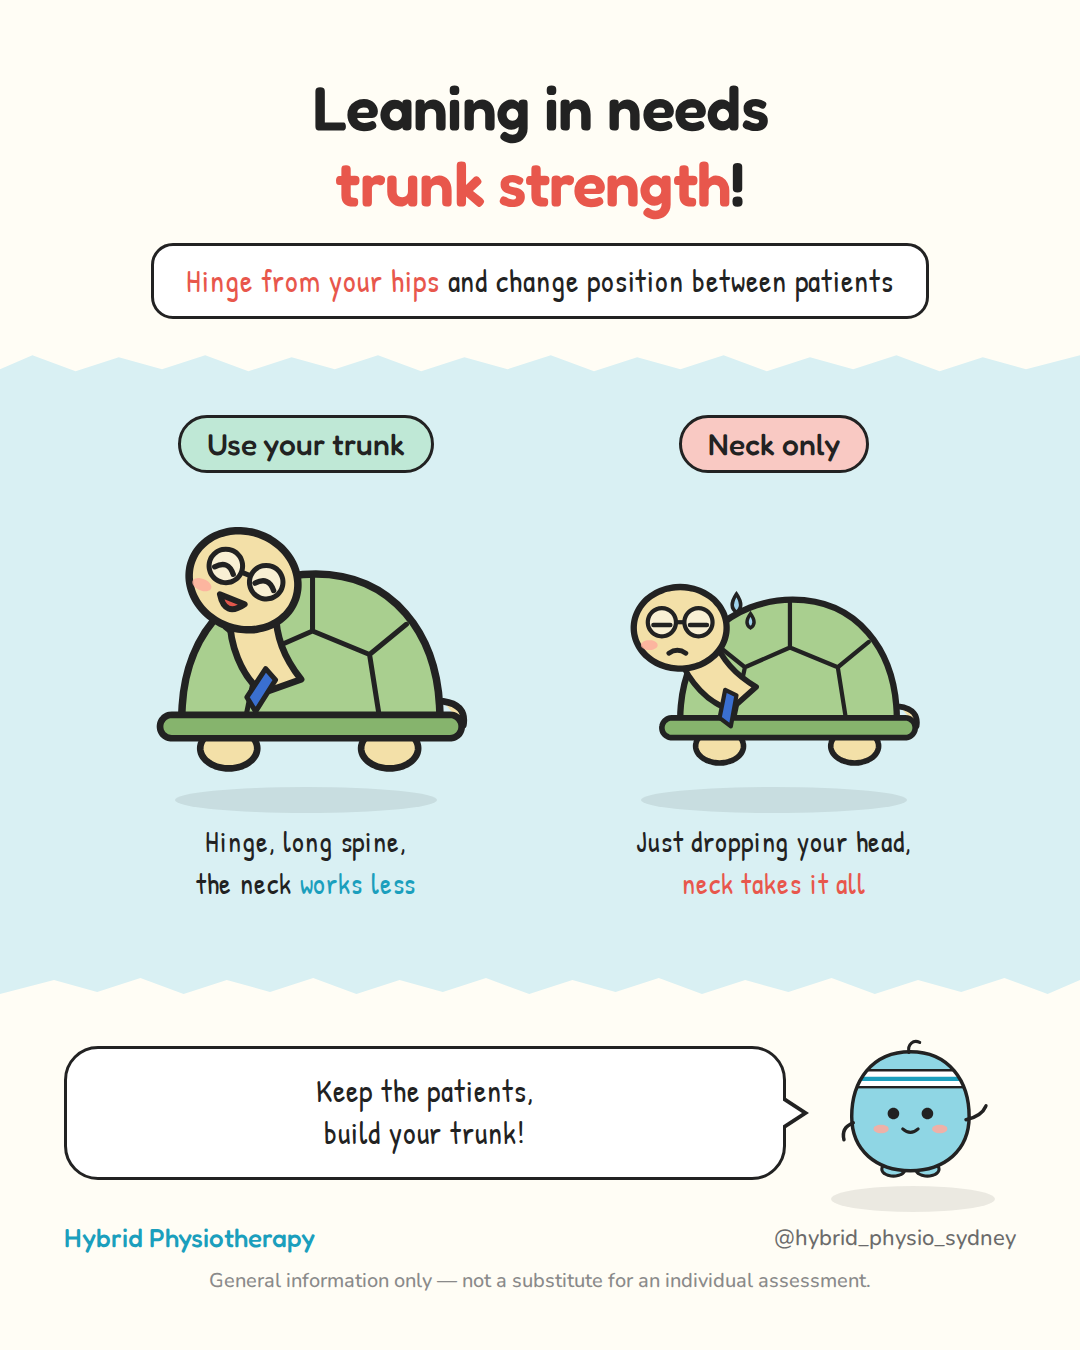 Leaning in needs
trunk strength!
Hinge from your hips and change position between patients
Use your trunk
Neck only
Hinge, long spine,
the neck works less
Just dropping your head,
neck takes it all
Keep the patients,
build your trunk!
Hybrid Physiotherapy
@hybrid_physio_sydney
General information only — not a substitute for an individual assessment.